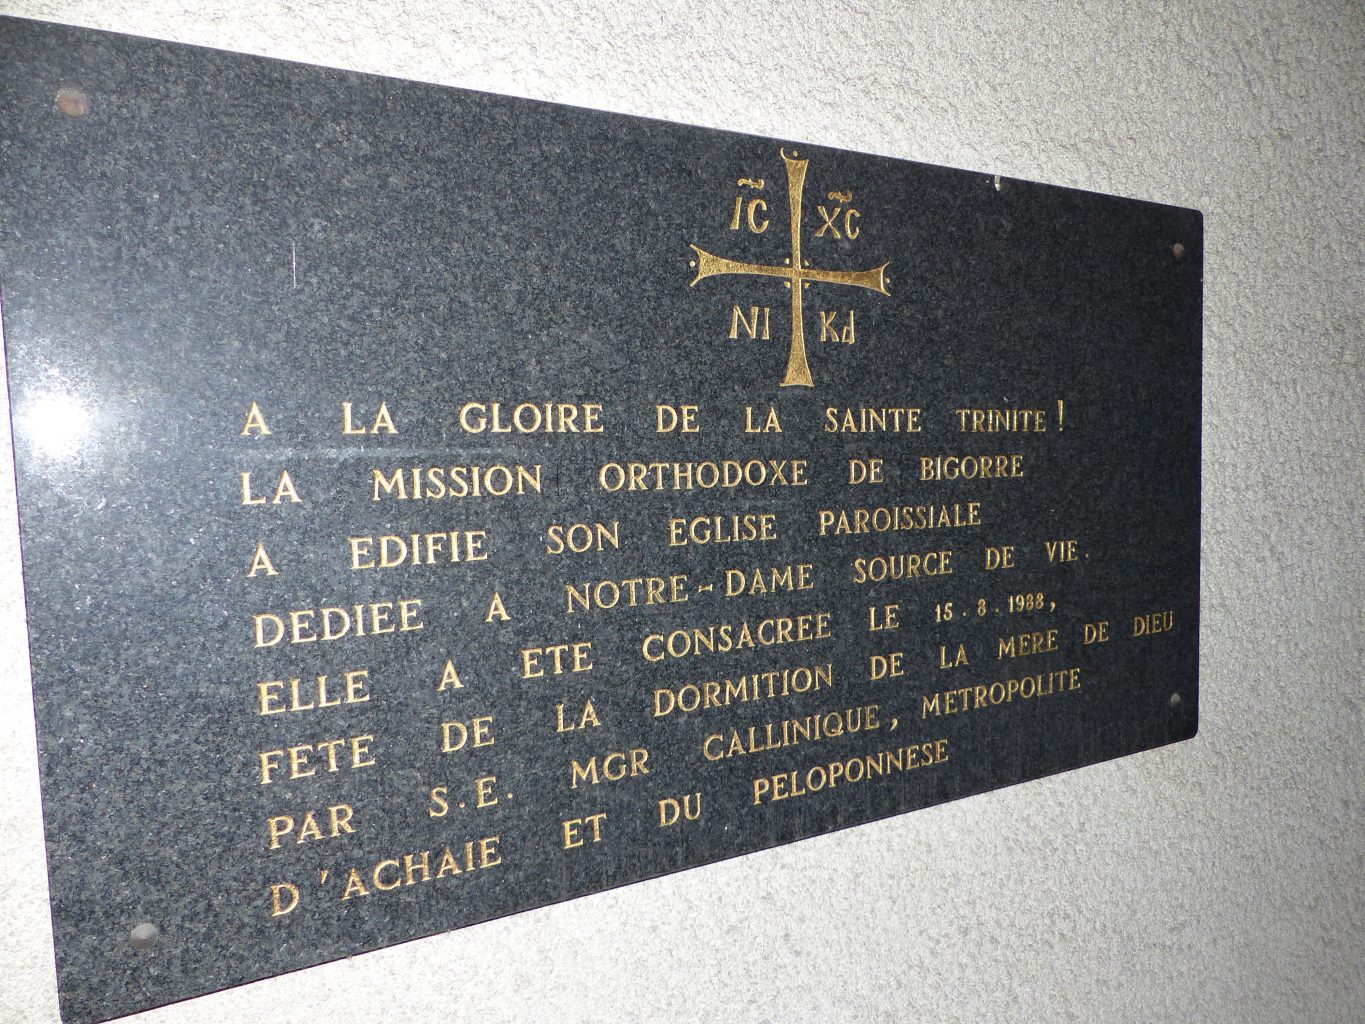 IC XC
NI Kd
A LA GLOIRE DE LA SAINTE TRINITE !
LA MISSION ORTHODOXE DE BIGORRE
A EDIFIE SON EGLISE PAROISSIALE
DEDIEE A NOTRE-DAME SOURCE DE VIE.
ELLE A ETE CONSACREE LE 15.8.1988,
FETE DE LA DORMITION DE LA MERE DE DIEU
PAR S.E. MGR CALLINIQUE, METROPOLITE
D'ACHAIE ET DU PELOPONNESE